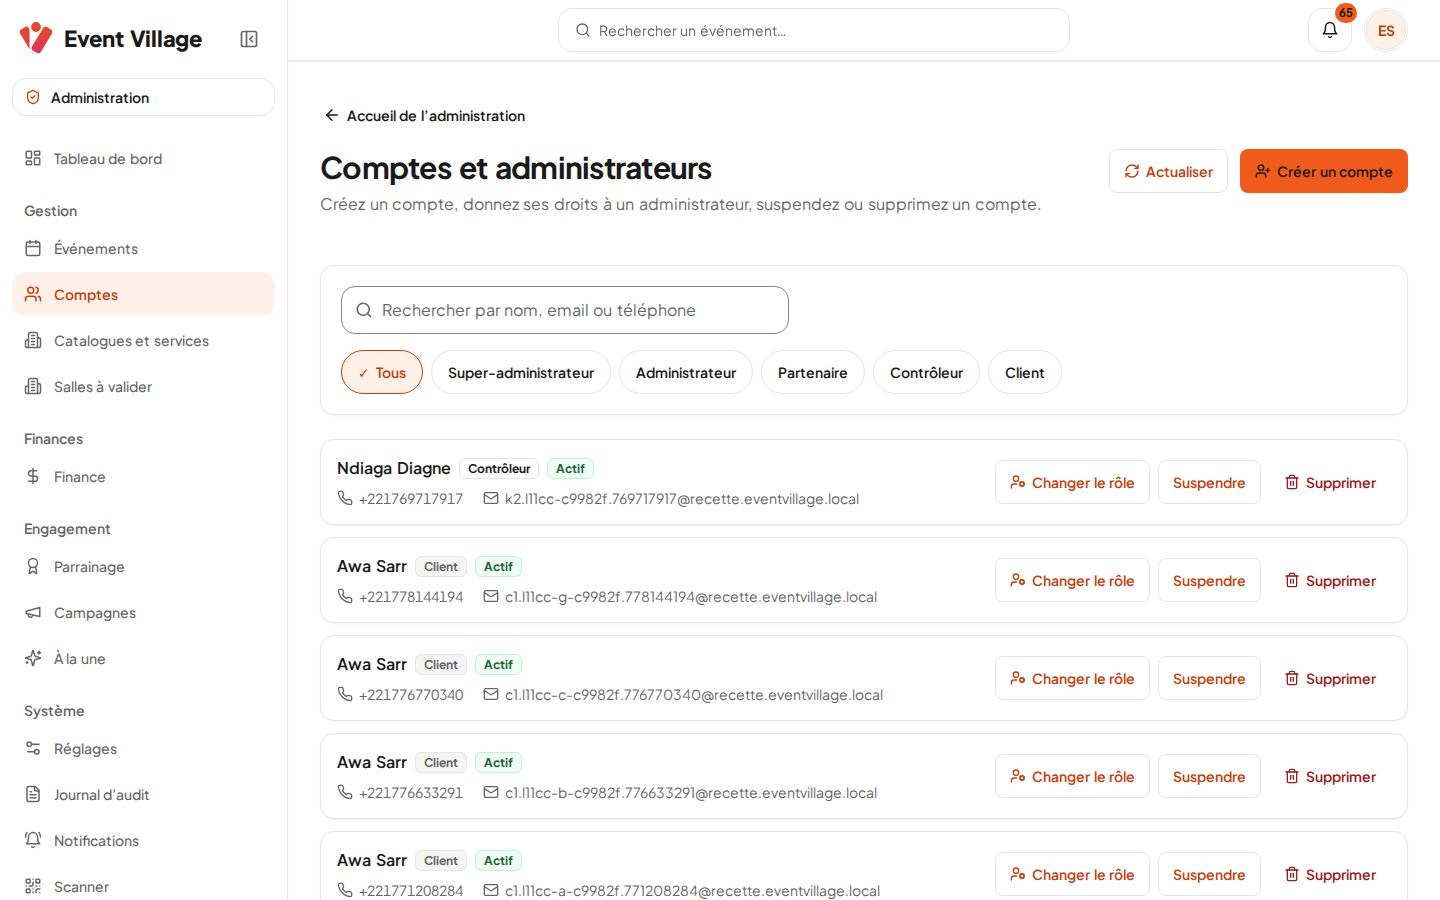 Event Village
Administration
Tableau de bord
Gestion
Événements
Comptes
Catalogues et services
Salles à valider
Finances
Finance
Engagement
Parrainage
Campagnes
À la une
Système
Réglages
Journal d’audit
Notifications
Scanner
Rechercher un événement...
65
ES
Accueil de l’administration
Comptes et administrateurs
Créez un compte, donnez ses droits à un administrateur, suspendez ou supprimez un compte.
Actualiser
Créer un compte
Rechercher par nom, email ou téléphone
✓ Tous Super-administrateur Administrateur Partenaire Contrôleur Client
Ndiaga Diagne Contrôleur Actif
+221769717917 k2.l11cc-c9982f.769717917@recette.eventvillage.local
Changer le rôle Suspendre Supprimer
Awa Sarr Client Actif
+221778144194 c1.l11cc-g-c9982f.778144194@recette.eventvillage.local
Changer le rôle Suspendre Supprimer
Awa Sarr Client Actif
+221776770340 c1.l11cc-c-c9982f.776770340@recette.eventvillage.local
Changer le rôle Suspendre Supprimer
Awa Sarr Client Actif
+221776633291 c1.l11cc-b-c9982f.776633291@recette.eventvillage.local
Changer le rôle Suspendre Supprimer
Awa Sarr Client Actif
+221771208284 c1.l11cc-a-c9982f.771208284@recette.eventvillage.local
Changer le rôle Suspendre Supprimer